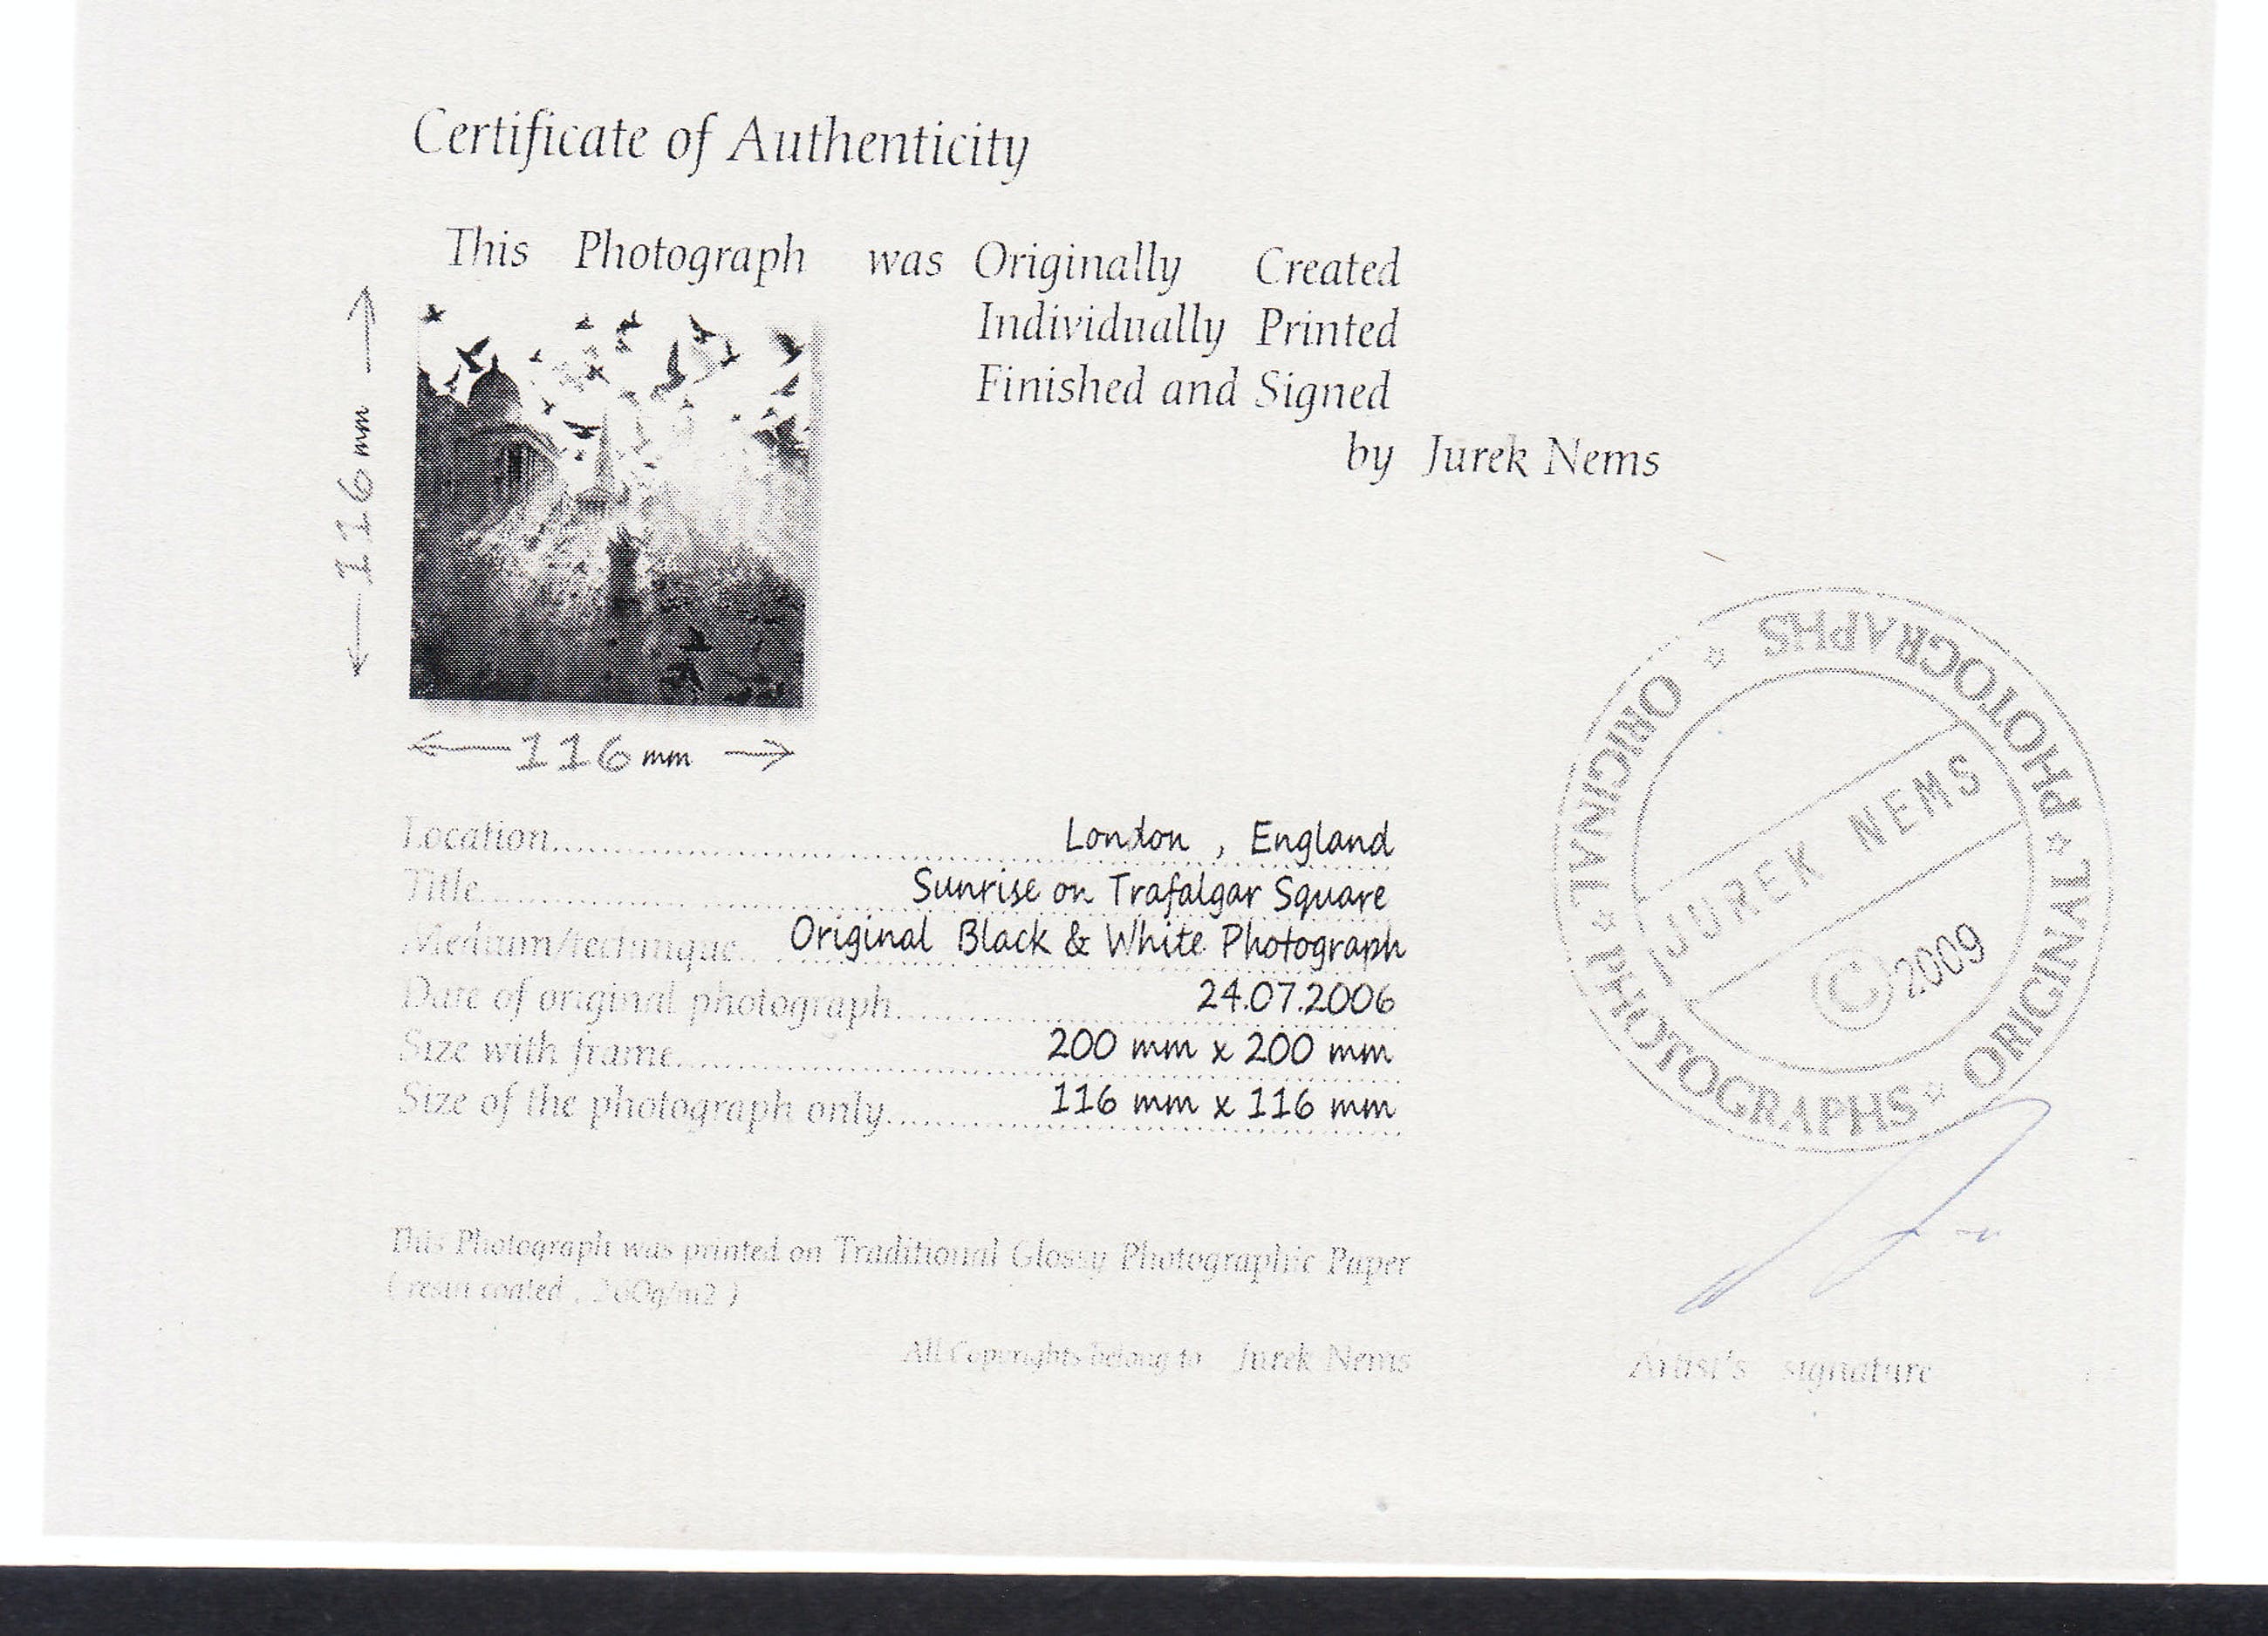 Certificate of Authenticity
This Photograph was Originally Created
Individually Printed
Finished and Signed
by Jurek Nems
116 mm
116 mm
Location.......... London , England
Title.......... Sunrise on Trafalgar Square
Medium/technique.. Original Black & White Photograph
Date of original photograph.......... 24.07.2006
Size with frame.......... 200 mm x 200 mm
Size of the photograph only.......... 116 mm x 116 mm
ORIGINAL ☆ PHOTOGRAPHS ☆ ORIGINAL ☆ PHOTOGRAPHS ☆
JUREK NEMS
© 2009
This Photograph was printed on Traditional Glossy Photographic Paper
( resin coated , 260g/m2 )
All Copyrights belong to Jurek Nems
Artist's signature